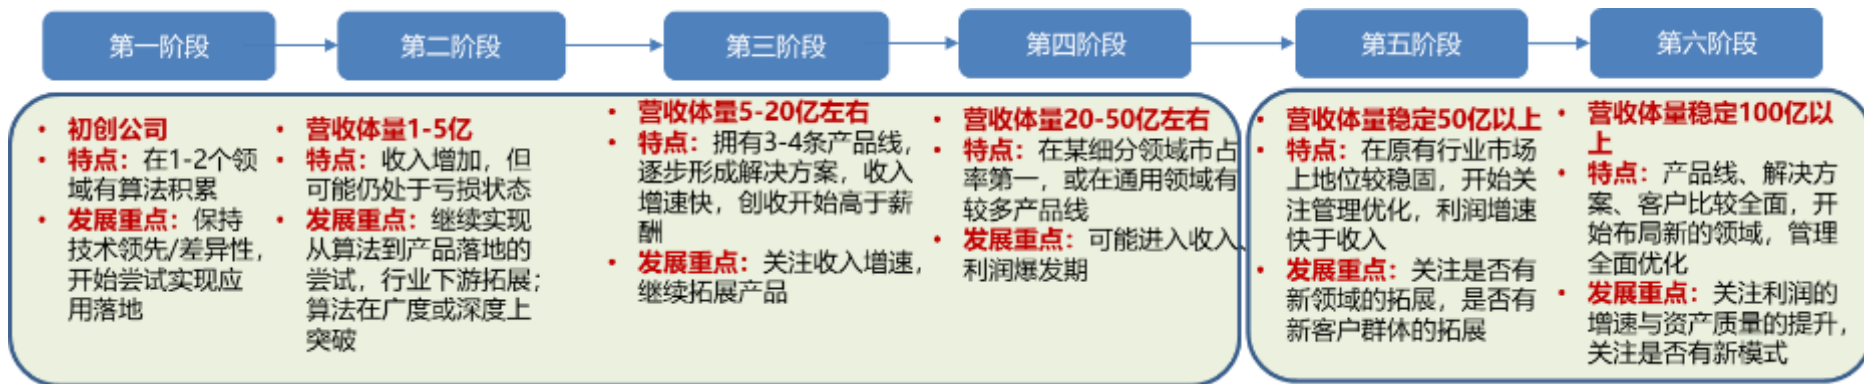 第一阶段
第二阶段
第三阶段
第四阶段
第五阶段
第六阶段
• 初创公司
• 特点：在1-2个领
域有算法积累
• 发展重点：保持
技术领先/差异性，
开始尝试实现应
用落地
• 营收体量1-5亿
• 特点：收入增加，但
可能仍处于亏损状态
• 发展重点：继续实现
从算法到产品落地的
尝试，行业下游拓展；
算法在广度或深度上
突破
• 营收体量5-20亿左右
• 特点：拥有3-4条产品线，
逐步形成解决方案，收入
增速快，创收开始高于薪
酬
• 发展重点：关注收入增速，
继续拓展产品
• 营收体量20-50亿左右
• 特点：在某细分领域市占
率第一，或在通用领域有
较多产品线
• 发展重点：可能进入收入、
利润爆发期
• 营收体量稳定50亿以上
• 特点：在原有行业市场
上地位较稳固，开始关
注管理优化，利润增速
快于收入
• 发展重点：关注是否有
新领域的拓展，是否有
新客户群体的拓展
• 营收体量稳定100亿以
上
• 特点：产品线、解决方
案、客户比较全面，开
始布局新的领域，管理
全面优化
• 发展重点：关注利润的
增速与资产质量的提升，
关注是否有新模式